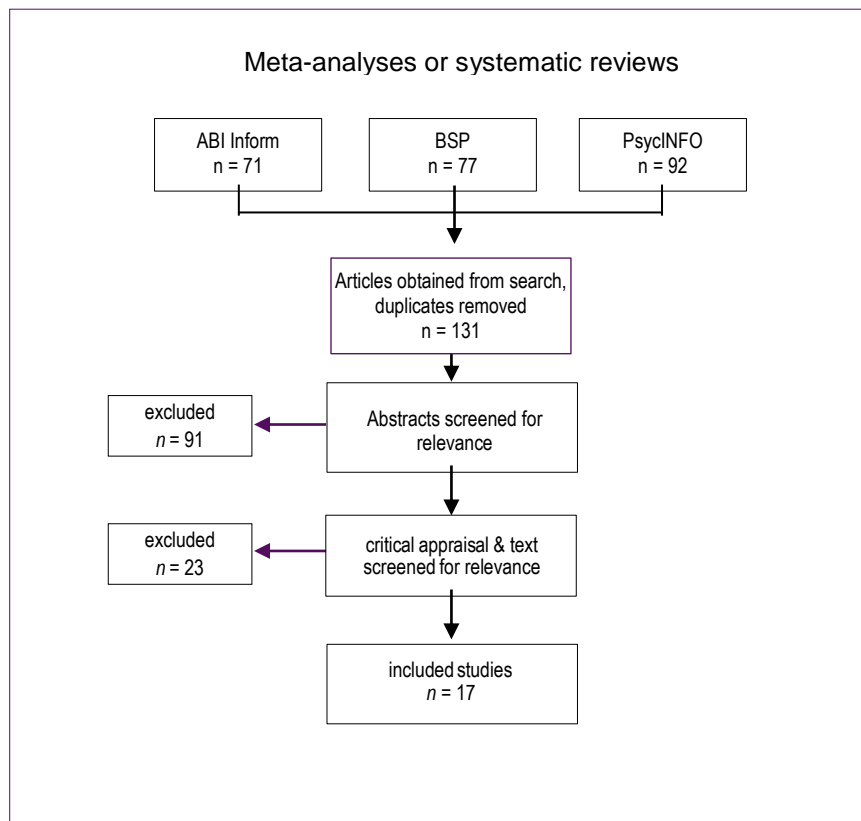 Meta-analyses or systematic reviews
ABI Inform
n = 71
BSP
n = 77
PsycINFO
n = 92
Articles obtained from search,
duplicates removed
n = 131
excluded
n = 91
Abstracts screened for
relevance
excluded
n = 23
critical appraisal & text
screened for relevance
included studies
n = 17